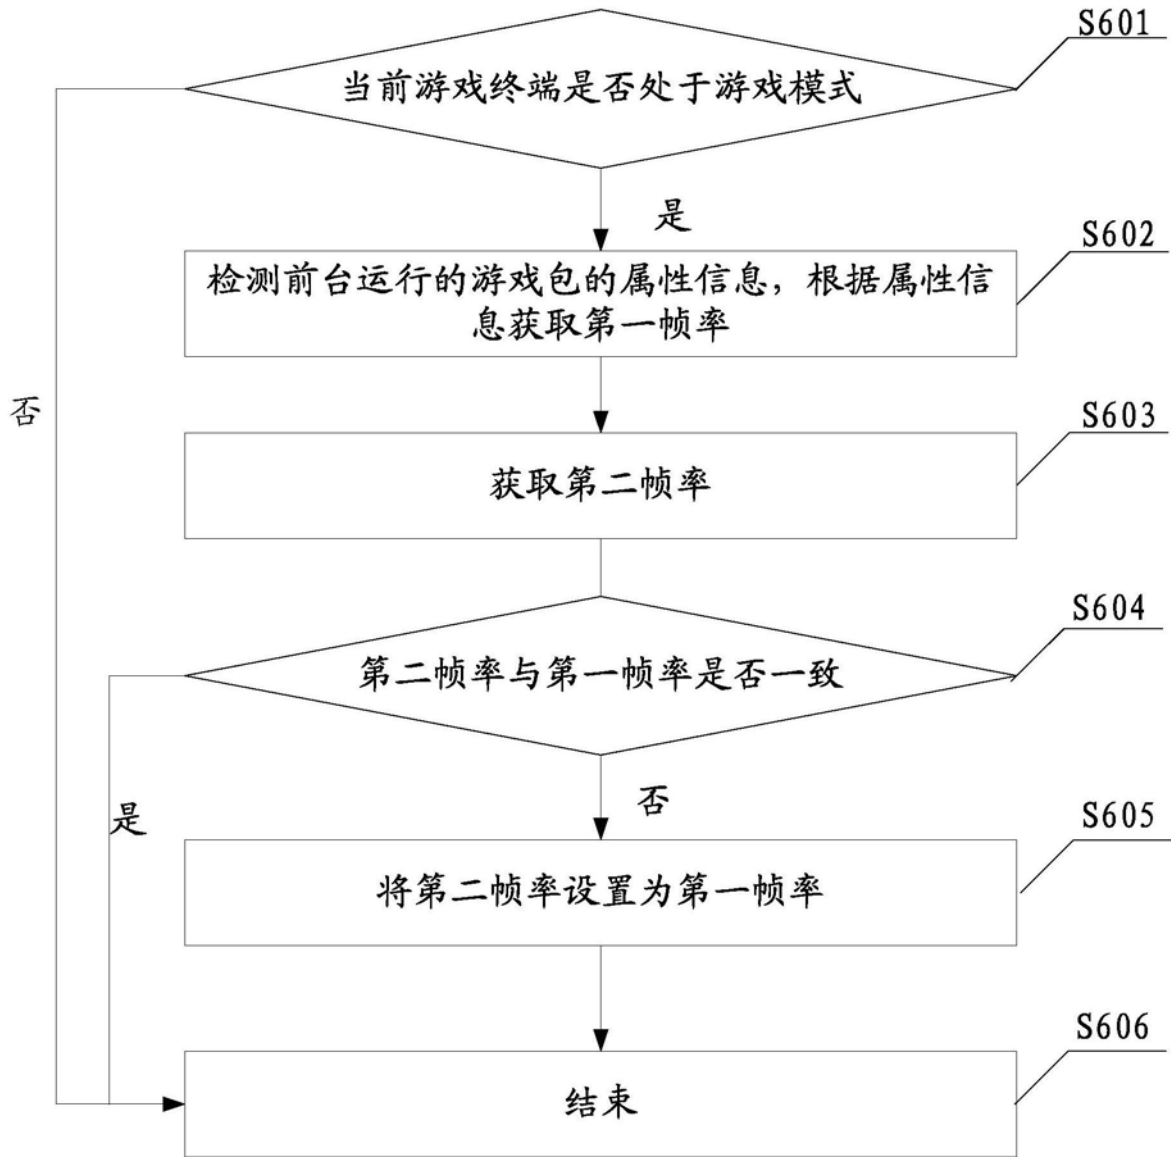 S601
当前游戏终端是否处于游戏模式
是
S602
检测前台运行的游戏包的属性信息，根据属性信
息获取第一帧率
否
S603
获取第二帧率
S604
第二帧率与第一帧率是否一致
是
否
S605
将第二帧率设置为第一帧率
S606
结束